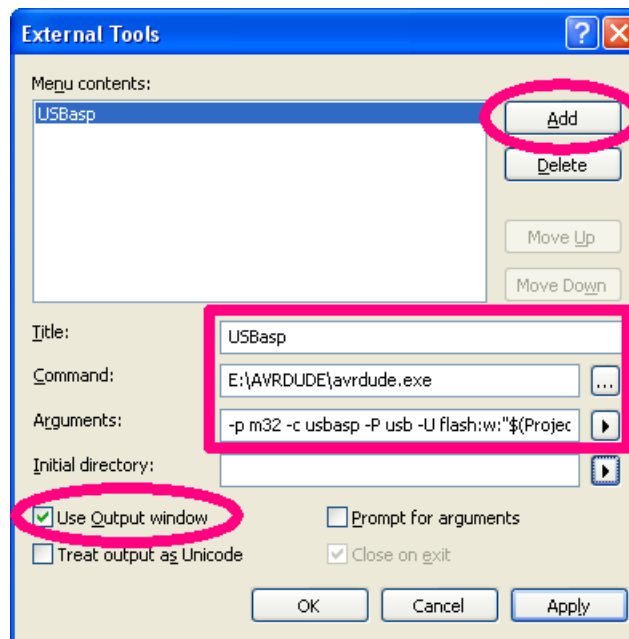 External Tools
Menu contents:
USBasp
Add
Delete
Move Up
Move Down
Title:
USBasp
Command:
E:\AVRDUDE\avrdude.exe
...
Arguments:
-p m32 -c usbasp -P usb -U flash:w:"$(Projec
Initial directory:
Use Output window
Prompt for arguments
Treat output as Unicode
Close on exit
OK
Cancel
Apply